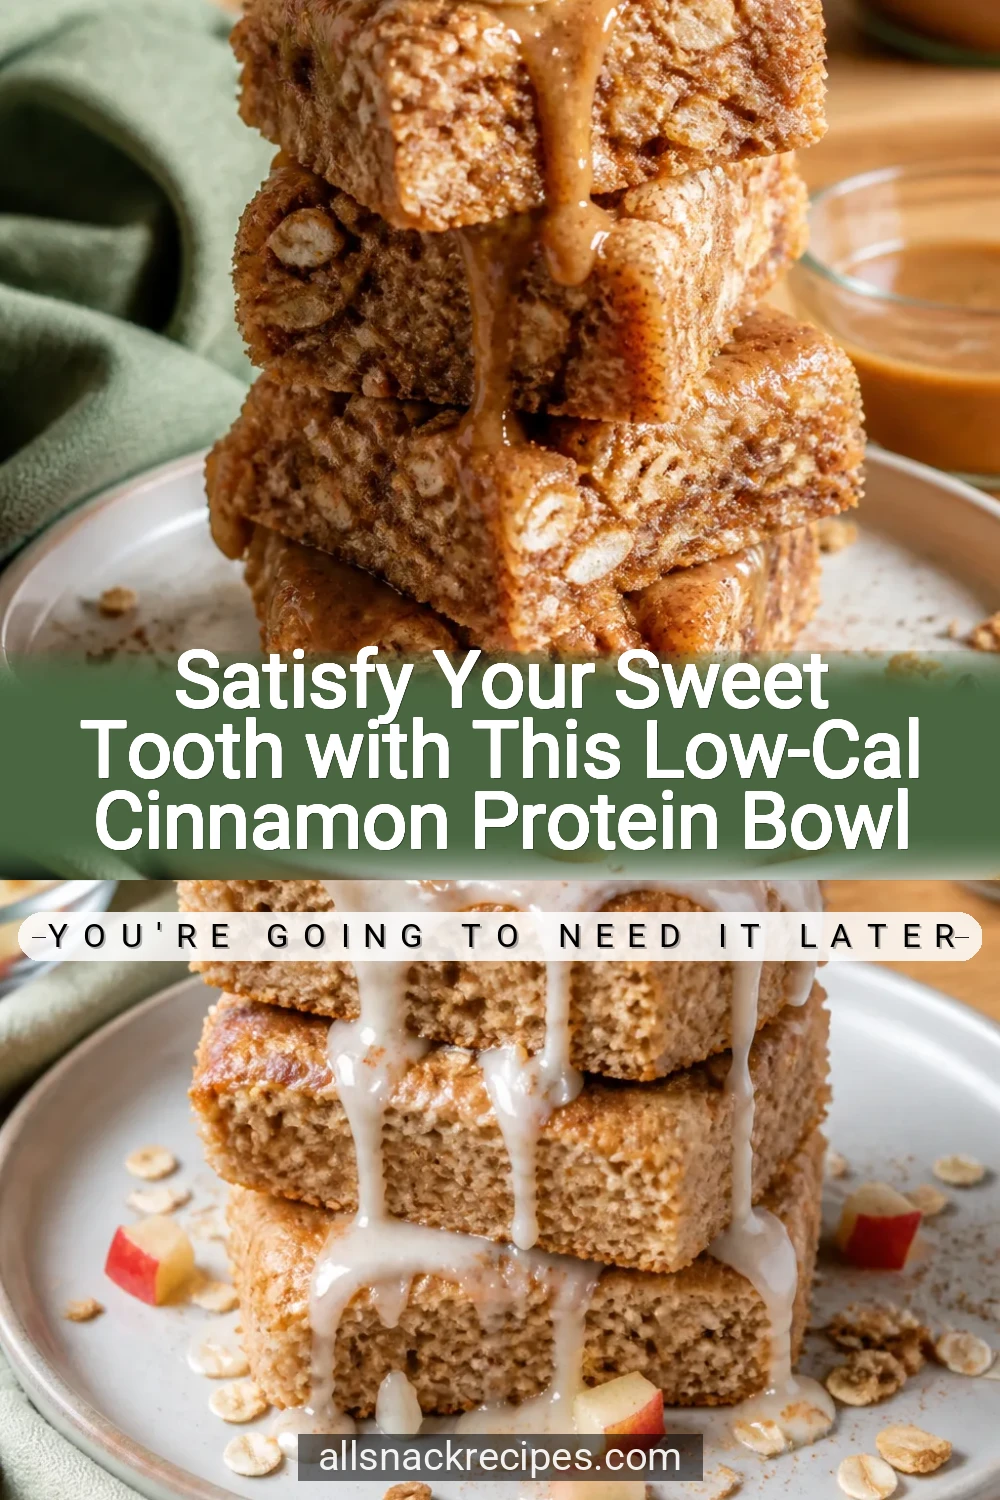 Satisfy Your Sweet
Tooth with This Low-Cal
Cinnamon Protein Bowl
–YOU'RE GOING TO NEED IT LATER–
allsnackrecipes.com